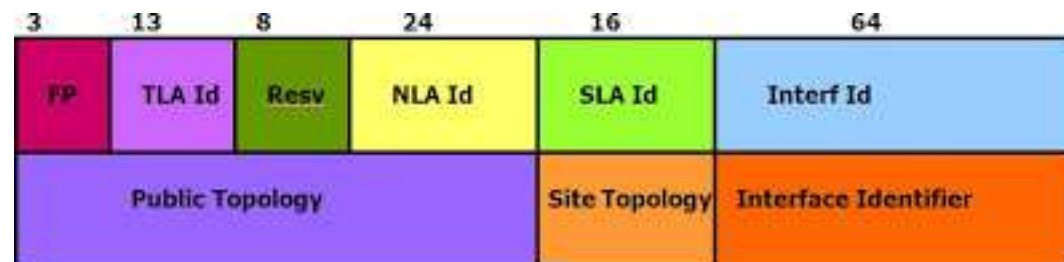 3 13 8 24 16 64
FP TLA Id Resv NLA Id SLA Id Interf Id
Public Topology Site Topology Interface Identifier